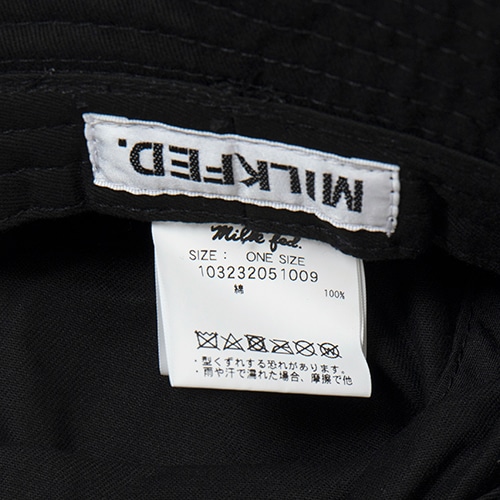 MILKFED.
Milk fed.
SIZE: ONE SIZE
103232051009
綿 100%
・型くずれする恐れがあります。
・雨や汗で濡れた場合、摩擦で他